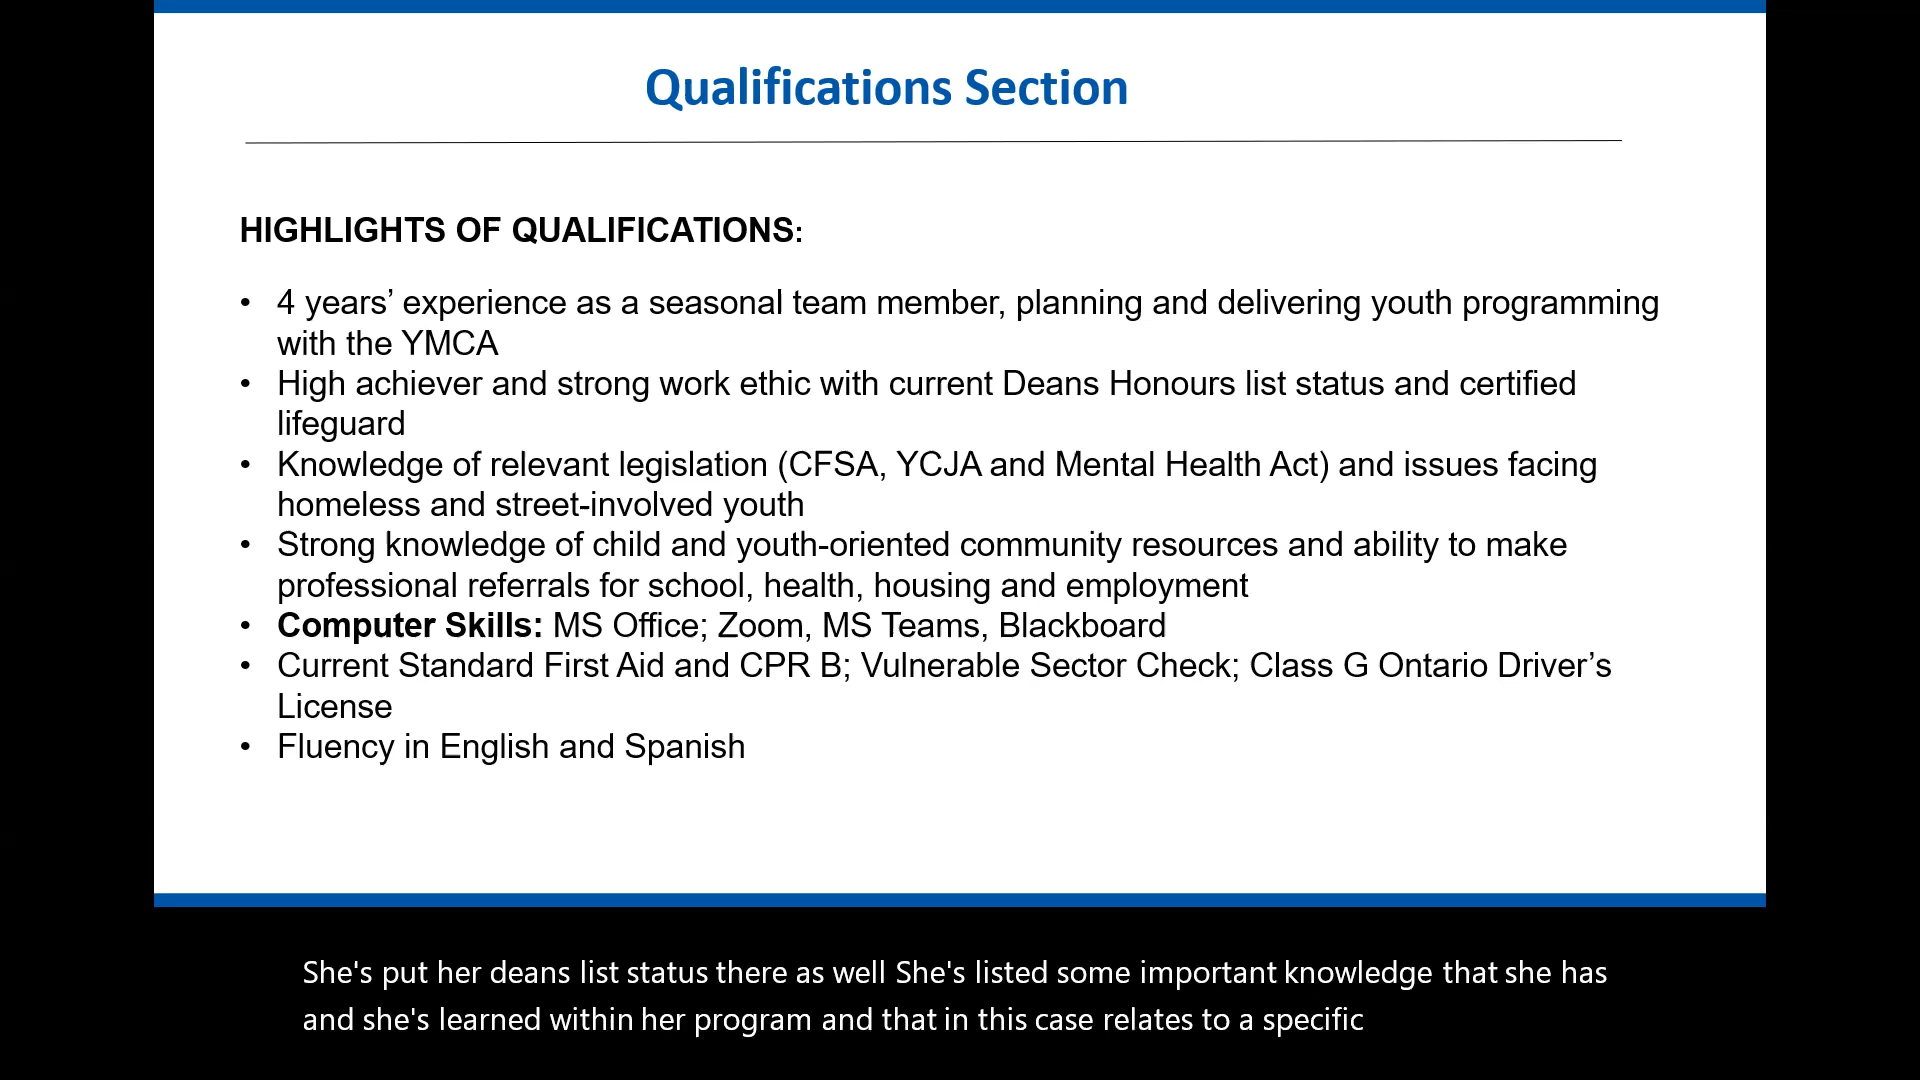 Qualifications Section
HIGHLIGHTS OF QUALIFICATIONS:
• 4 years’ experience as a seasonal team member, planning and delivering youth programming
with the YMCA
• High achiever and strong work ethic with current Deans Honours list status and certified
lifeguard
• Knowledge of relevant legislation (CFSA, YCJA and Mental Health Act) and issues facing
homeless and street-involved youth
• Strong knowledge of child and youth-oriented community resources and ability to make
professional referrals for school, health, housing and employment
• Computer Skills: MS Office; Zoom, MS Teams, Blackboard
• Current Standard First Aid and CPR B; Vulnerable Sector Check; Class G Ontario Driver’s
License
• Fluency in English and Spanish
She's put her deans list status there as well She's listed some important knowledge that she has
and she's learned within her program and that in this case relates to a specific